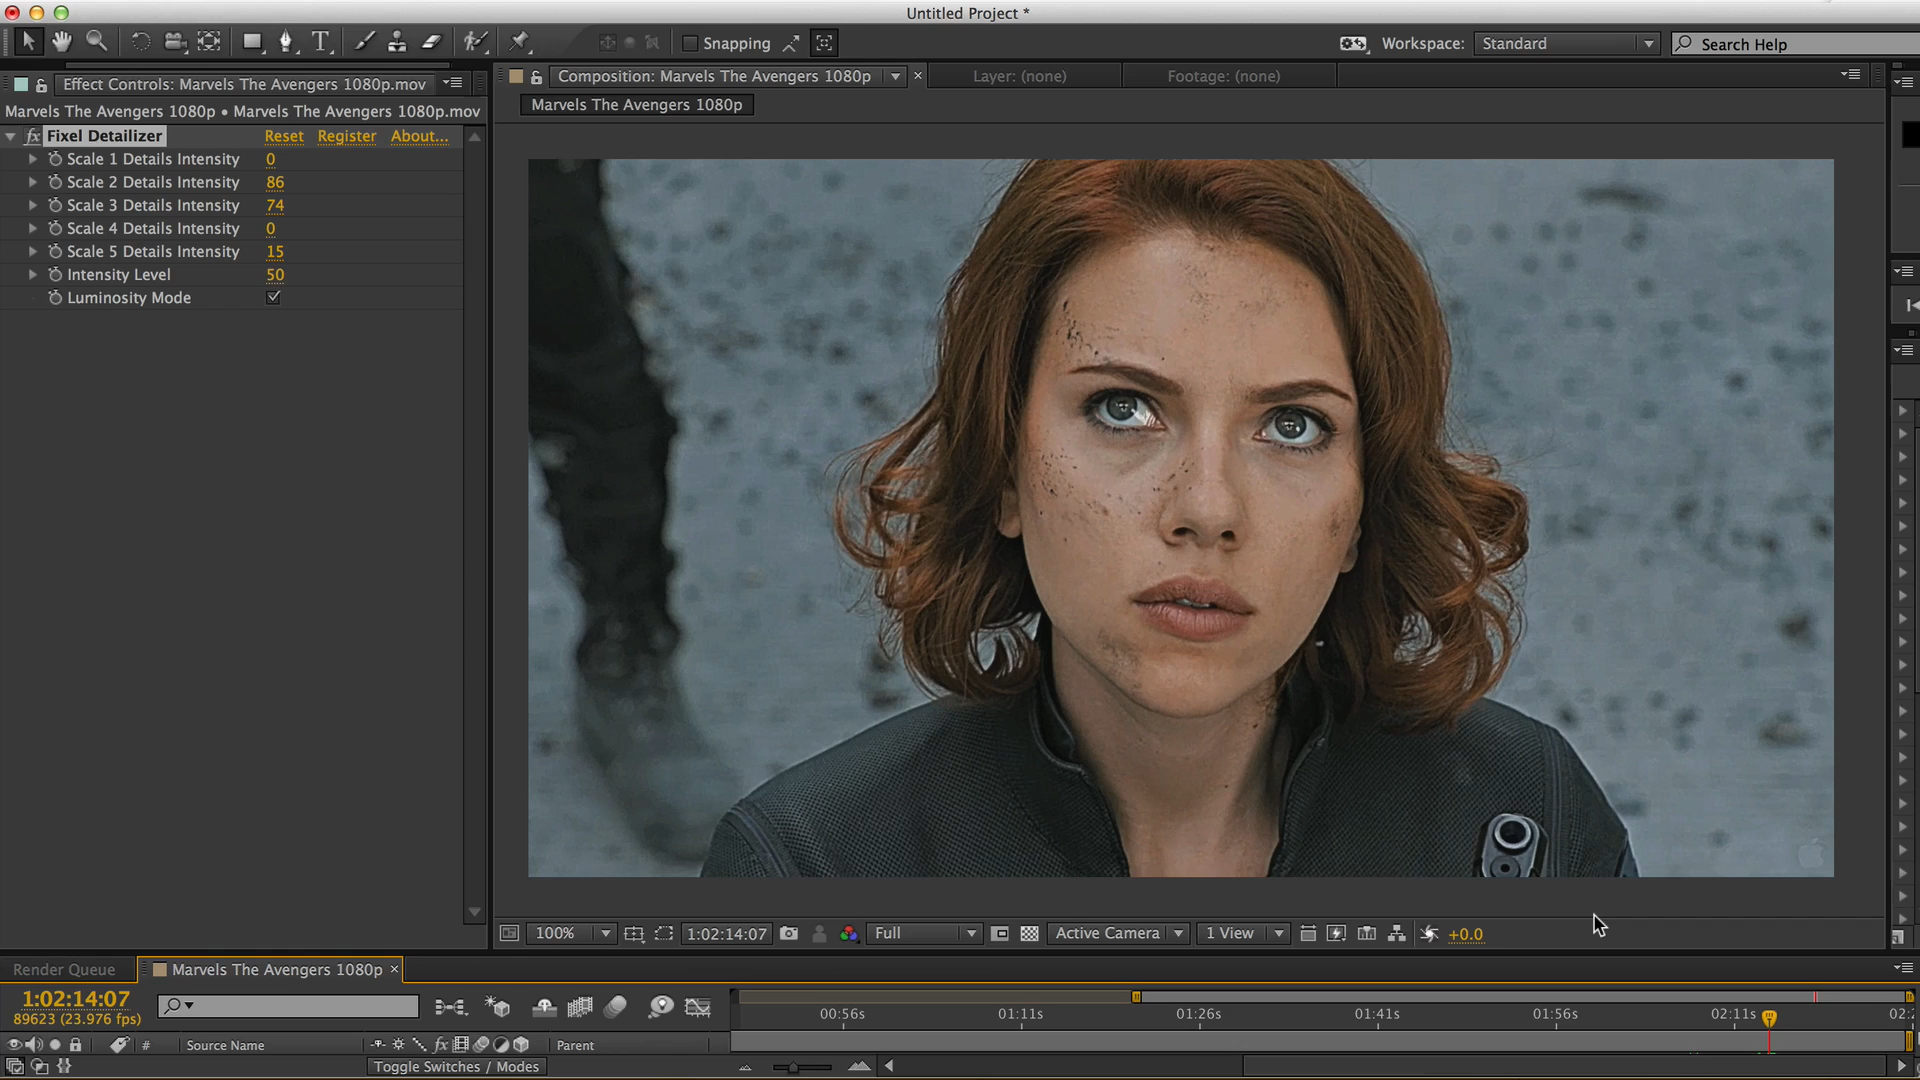 Untitled Project *
Snapping
Workspace: Standard
Search Help
Effect Controls: Marvels The Avengers 1080p.mov
Composition: Marvels The Avengers 1080p
Layer: (none)
Footage: (none)
Marvels The Avengers 1080p • Marvels The Avengers 1080p.mov
Marvels The Avengers 1080p
fx Fixel Detailizer Reset Register About...
Scale 1 Details Intensity 0
Scale 2 Details Intensity 86
Scale 3 Details Intensity 74
Scale 4 Details Intensity 0
Scale 5 Details Intensity 15
Intensity Level 50
Luminosity Mode
100% 1:02:14:07 Full Active Camera 1 View +0.0
Render Queue Marvels The Avengers 1080p
1:02:14:07
89623 (23.976 fps)
00:56s 01:11s 01:26s 01:41s 01:56s 02:11s
# Source Name fx Parent
Toggle Switches / Modes